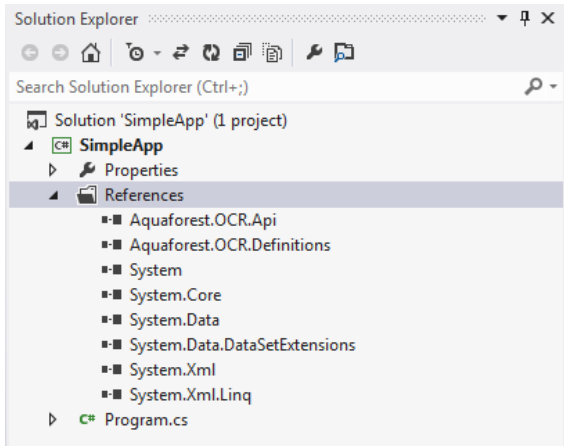 Solution Explorer
Search Solution Explorer (Ctrl+;)
Solution 'SimpleApp' (1 project)
C# SimpleApp
Properties
References
Aquaforest.OCR.Api
Aquaforest.OCR.Definitions
System
System.Core
System.Data
System.Data.DataSetExtensions
System.Xml
System.Xml.Linq
C# Program.cs